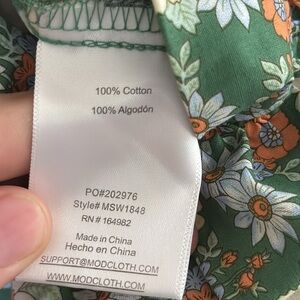 100% Cotton
100% Algodón
PO#202976
Style# MSW1848
RN# 164982
Made in China
Hecho en China
SUPPORT@MODCLOTH.COM
WWW.MODCLOTH.COM